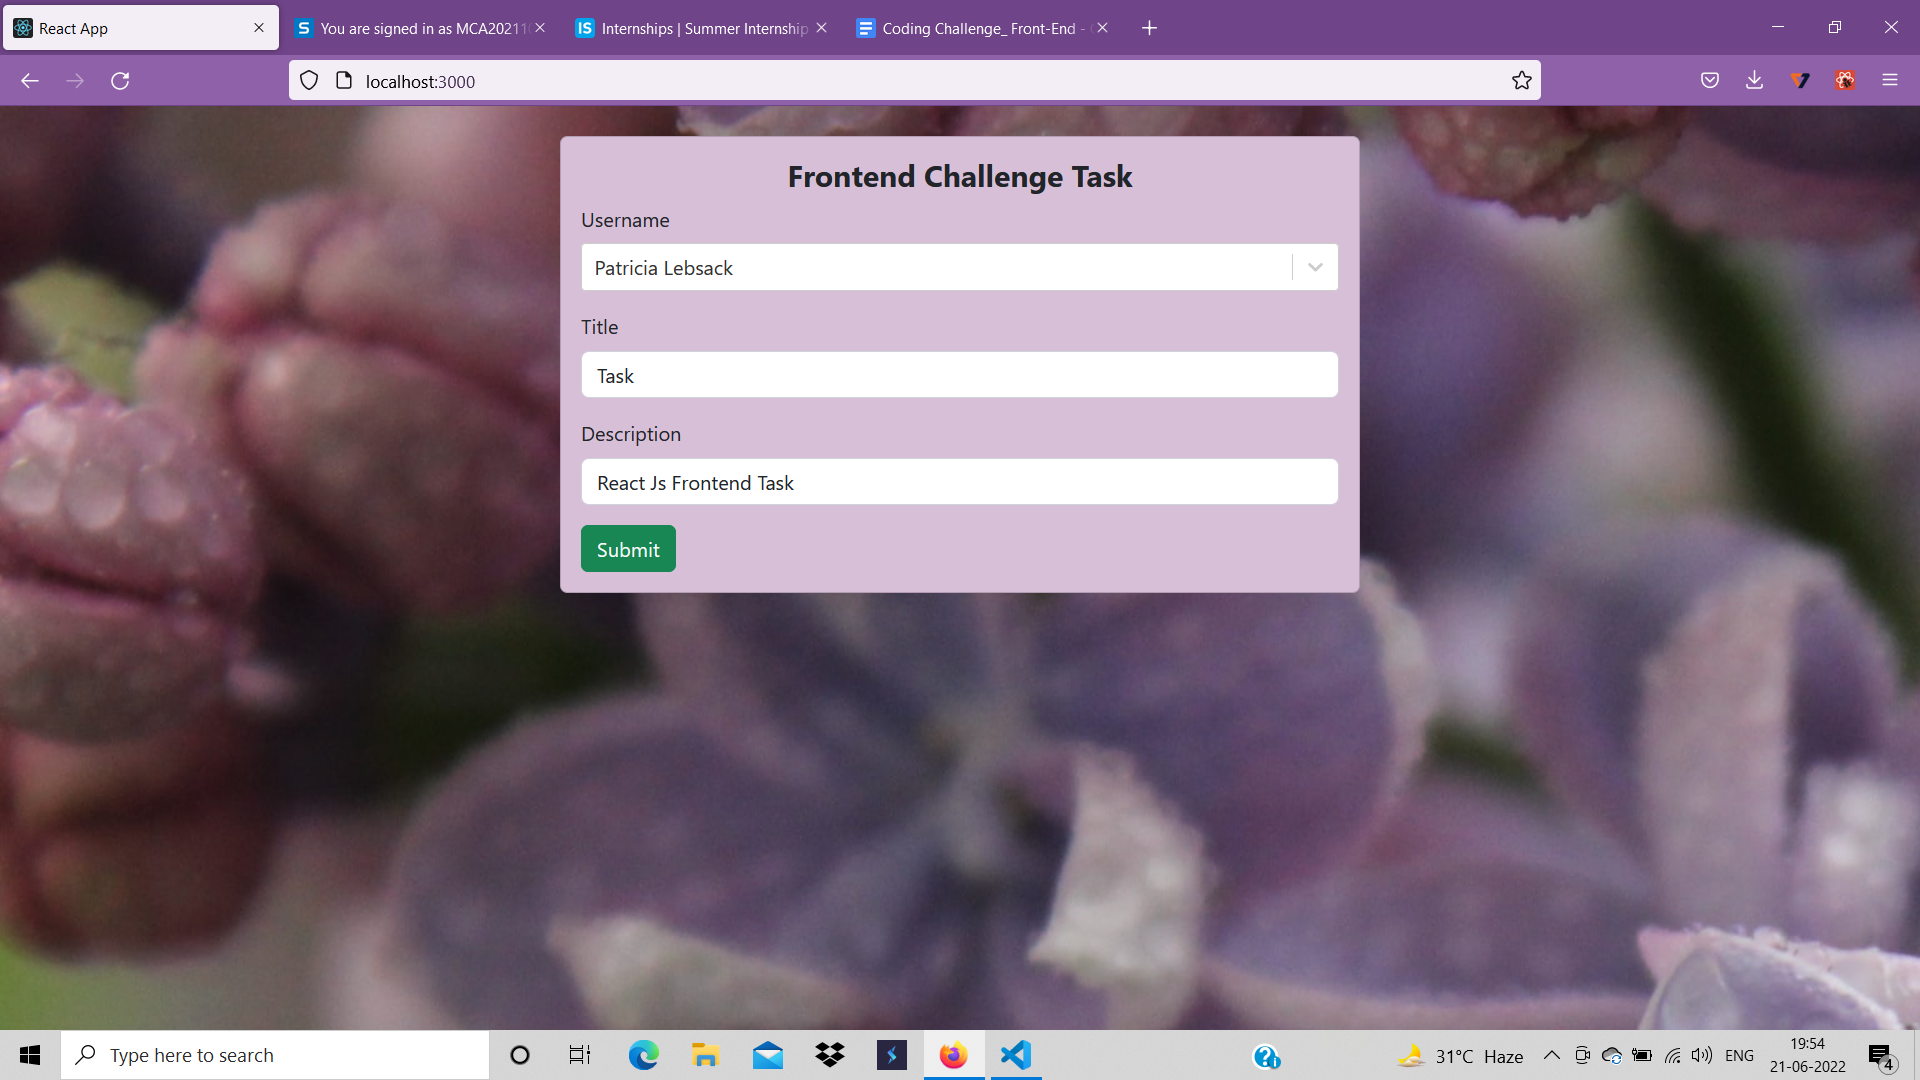 React App
You are signed in as MCA20211
Internships | Summer Internship
Coding Challenge_ Front-End -
localhost:3000
Frontend Challenge Task
Username
Patricia Lebsack
Title
Task
Description
React Js Frontend Task
Submit
Type here to search
31°C Haze
ENG
19:54
21-06-2022
4